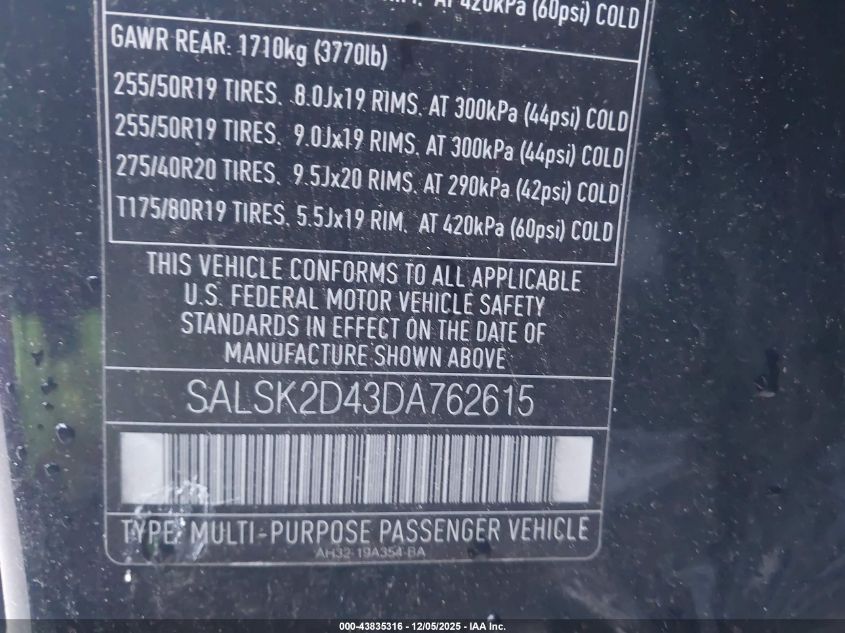 AT 420kPa (60psi) COLD
GAWR REAR: 1710kg (3770lb)
255/50R19 TIRES. 8.0Jx19 RIMS. AT 300kPa (44psi) COLD
255/50R19 TIRES. 9.0Jx19 RIMS. AT 300kPa (44psi) COLD
275/40R20 TIRES. 9.5Jx20 RIMS. AT 290kPa (42psi) COLD
T175/80R19 TIRES. 5.5Jx19 RIM. AT 420kPa (60psi) COLD
THIS VEHICLE CONFORMS TO ALL APPLICABLE
U.S. FEDERAL MOTOR VEHICLE SAFETY
STANDARDS IN EFFECT ON THE DATE OF
MANUFACTURE SHOWN ABOVE
SALSK2D43DA762615
TYPE: MULTI-PURPOSE PASSENGER VEHICLE
AH32-19A354-BA
000-43835316 - 12/05/2025 - IAA Inc.